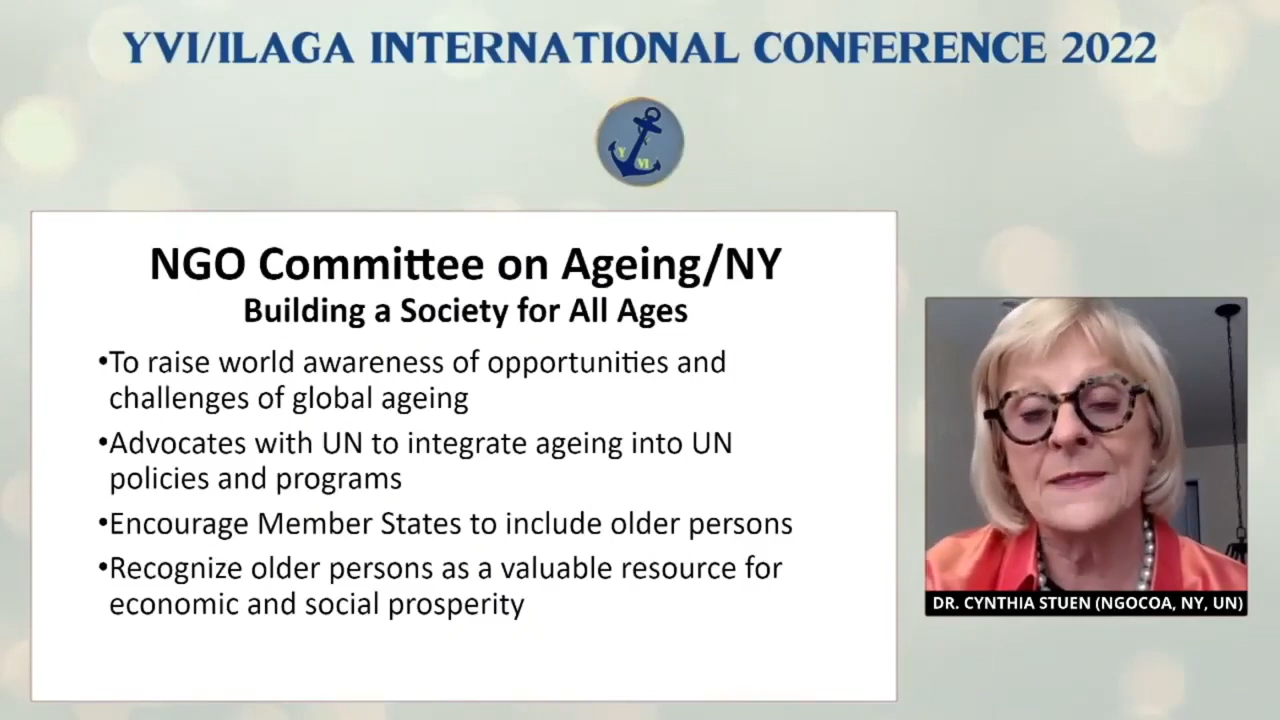 YVI/ILAGA INTERNATIONAL CONFERENCE 2022
Y
VI
NGO Committee on Ageing/NY
Building a Society for All Ages
•To raise world awareness of opportunities and
challenges of global ageing
•Advocates with UN to integrate ageing into UN
policies and programs
•Encourage Member States to include older persons
•Recognize older persons as a valuable resource for
economic and social prosperity
DR. CYNTHIA STUEN (NGOCOA, NY, UN)